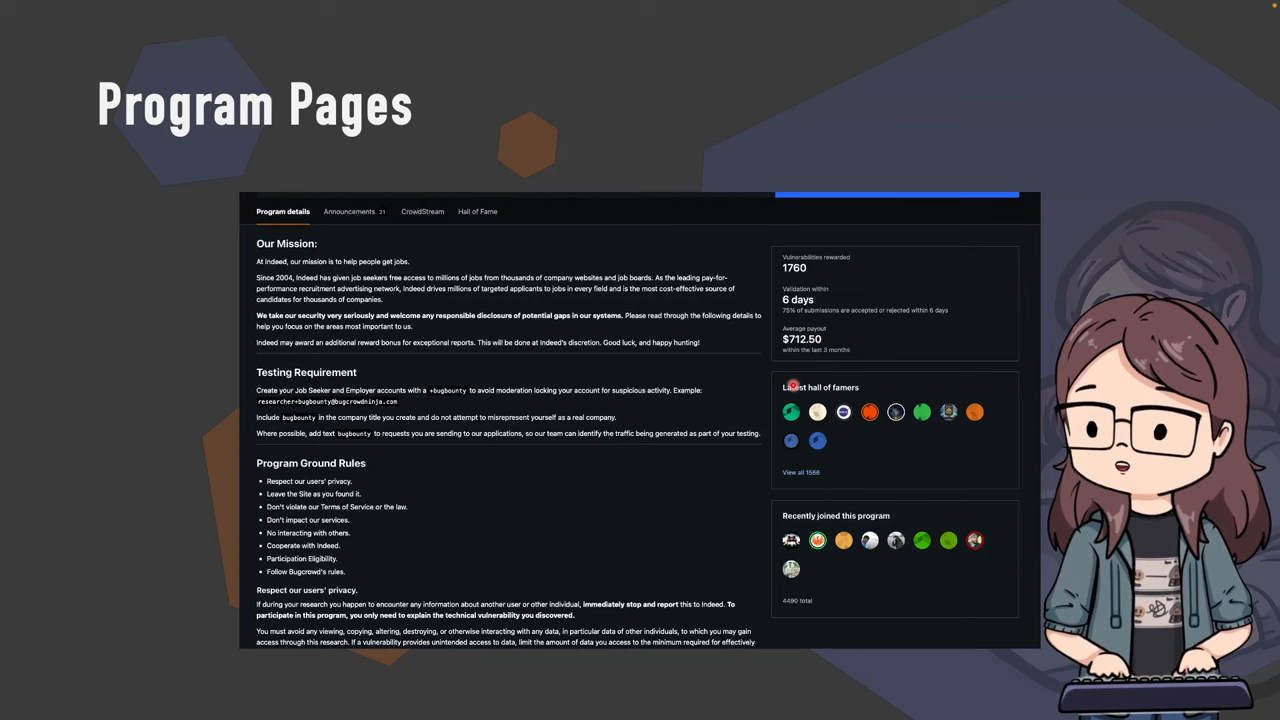 Program Pages
Program details Announcements 21 CrowdStream Hall of Fame
Our Mission:
At Indeed, our mission is to help people get jobs.
Since 2004, Indeed has given job seekers free access to millions of jobs from thousands of company websites and job boards. As the leading pay-for-
performance recruitment advertising network, Indeed drives millions of targeted applicants to jobs in every field and is the most cost-effective source of
candidates for thousands of companies.
We take our security very seriously and welcome any responsible disclosure of potential gaps in our systems. Please read through the following details to
help you focus on the areas most important to us.
Indeed may award an additional reward bonus for exceptional reports. This will be done at Indeed's discretion. Good luck, and happy hunting!
Testing Requirement
Create your Job Seeker and Employer accounts with a +bugbounty to avoid moderation locking your account for suspicious activity. Example:
researcher+bugbounty@bugcrowdninja.com
Include bugbounty in the company title you create and do not attempt to misrepresent yourself as a real company.
Where possible, add text bugbounty to requests you are sending to our applications, so our team can identify the traffic being generated as part of your testing.
Program Ground Rules
Respect our users' privacy.
Leave the Site as you found it.
Don't violate our Terms of Service or the law.
Don't impact our services.
No interacting with others.
Cooperate with Indeed.
Participation Eligibility.
Follow Bugcrowd's rules.
Respect our users' privacy.
If during your research you happen to encounter any information about another user or other individual, immediately stop and report this to Indeed. To
participate in this program, you only need to explain the technical vulnerability you discovered.
You must avoid any viewing, copying, altering, destroying, or otherwise interacting with any data, in particular data of other individuals, to which you may gain
access through this research. If a vulnerability provides unintended access to data, limit the amount of data you access to the minimum required for effectively
Vulnerabilities rewarded
1760
Validation within
6 days
75% of submissions are accepted or rejected within 6 days
Average payout
$712.50
within the last 3 months
Latest hall of famers
View all 1566
Recently joined this program
4490 total